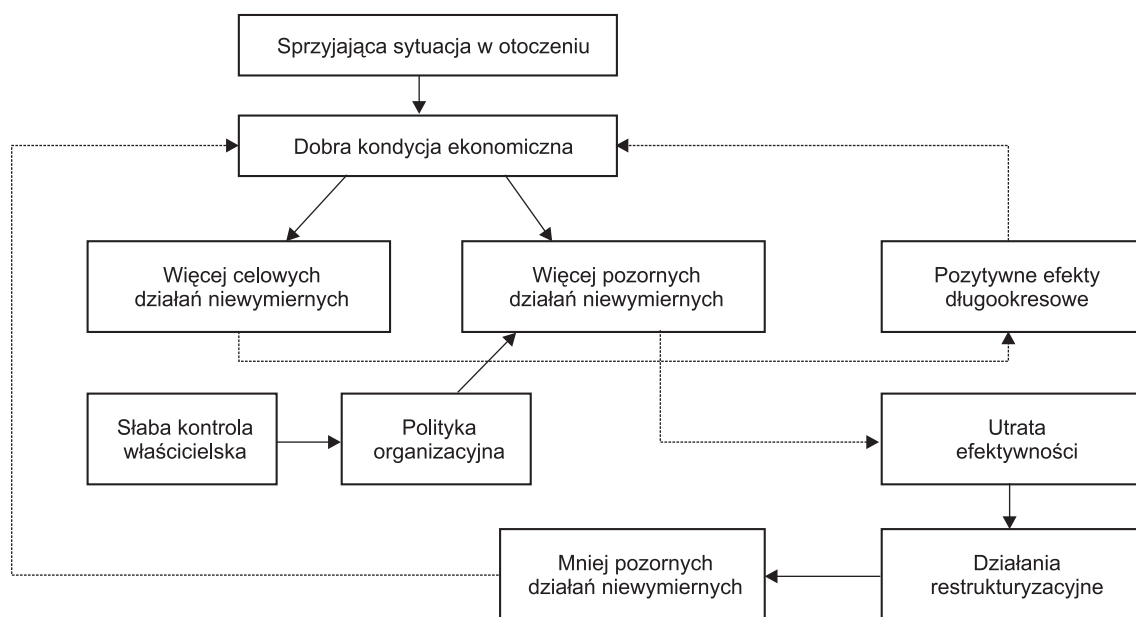 Sprzyjająca sytuacja w otoczeniu
Dobra kondycja ekonomiczna
Więcej celowych
działań niewymiernych
Więcej pozornych
działań niewymiernych
Pozytywne efekty
długookresowe
Słaba kontrola
właścicielska
Polityka
organizacyjna
Utrata
efektywności
Mniej pozornych
działań niewymiernych
Działania
restrukturyzacyjne